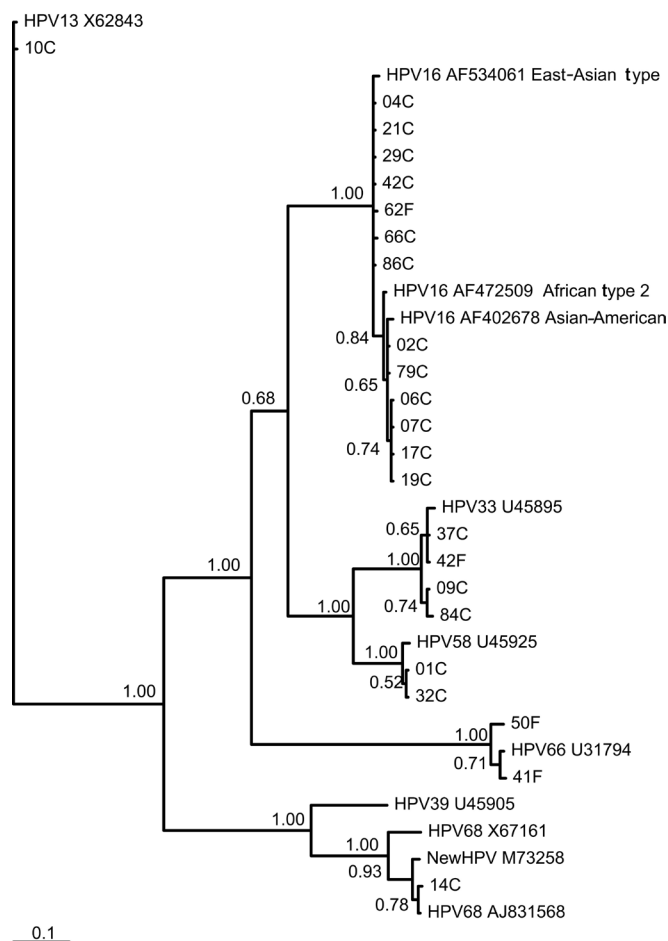 HPV13 X62843
10C
HPV16 AF534061 East-Asian type
04C
21C
29C
42C
1.00
62F
66C
86C
HPV16 AF472509 African type 2
HPV16 AF402678 Asian-American
0.84
02C
79C
0.65
06C
0.68
07C
0.74
17C
19C
HPV33 U45895
0.65
37C
1.00
42F
1.00
09C
0.74
1.00
84C
HPV58 U45925
1.00
01C
0.52
32C
1.00
50F
1.00
HPV66 U31794
0.71
41F
HPV39 U45905
1.00
HPV68 X67161
1.00
NewHPV M73258
0.93
14C
0.78
HPV68 AJ831568
0.1